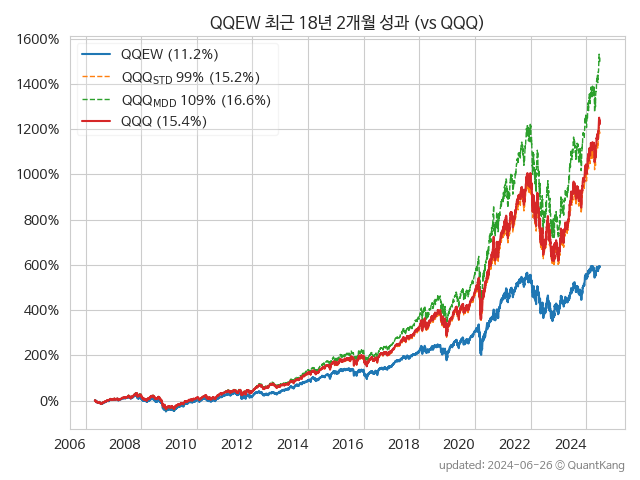 QQEW 최근 18년 2개월 성과 (vs QQQ)
1600%
1400%
1200%
1000%
800%
600%
400%
200%
0%
QQEW (11.2%)
QQQSTD 99% (15.2%)
QQQMDD 109% (16.6%)
QQQ (15.4%)
2006 2008 2010 2012 2014 2016 2018 2020 2022 2024
updated: 2024-06-26 © QuantKang